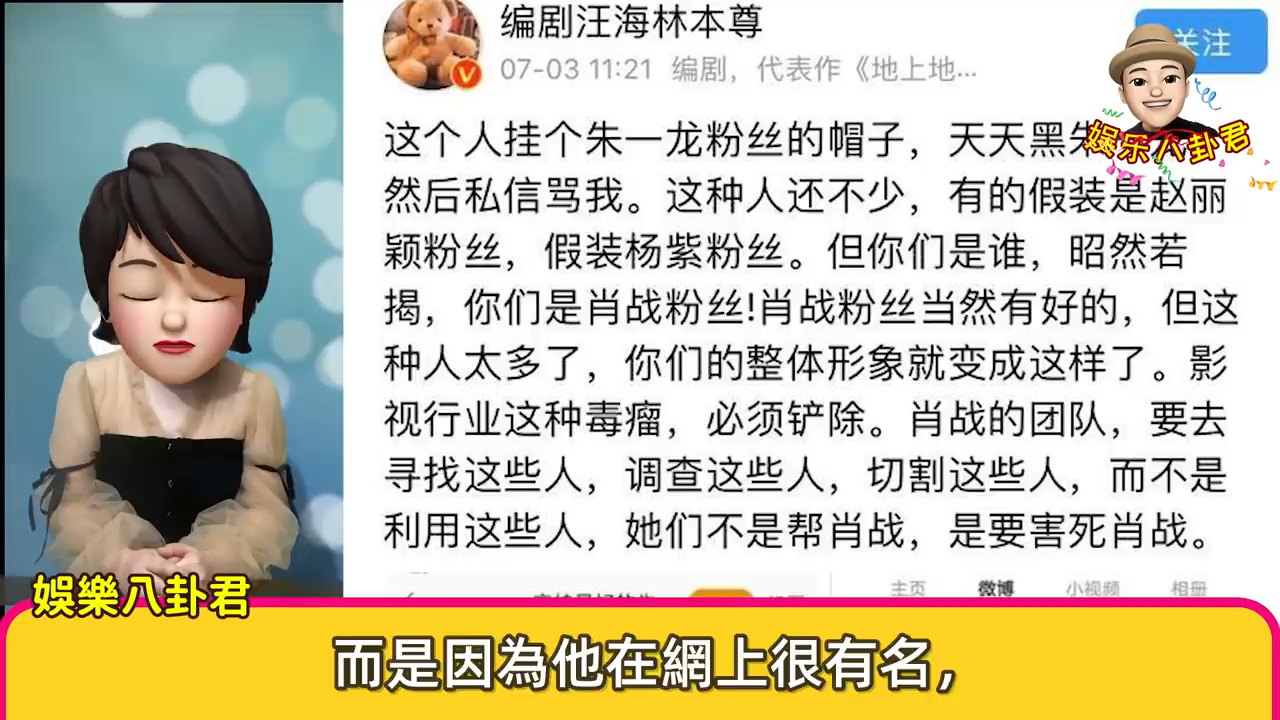 编剧汪海林本尊
关注
07-03 11:21 编剧，代表作《地上地...
娱乐八卦君
这个人挂个朱一龙粉丝的帽子，天天黑朱
然后私信骂我。这种人还不少，有的假装是赵丽
颖粉丝，假装杨紫粉丝。但你们是谁，昭然若
揭，你们是肖战粉丝!肖战粉丝当然有好的，但这
种人太多了，你们的整体形象就变成这样了。影
视行业这种毒瘤，必须铲除。肖战的团队，要去
寻找这些人，调查这些人，切割这些人，而不是
利用这些人，她们不是帮肖战，是要害死肖战。
主页 微博 小视频 相册
娛樂八卦君
而是因為他在網上很有名，